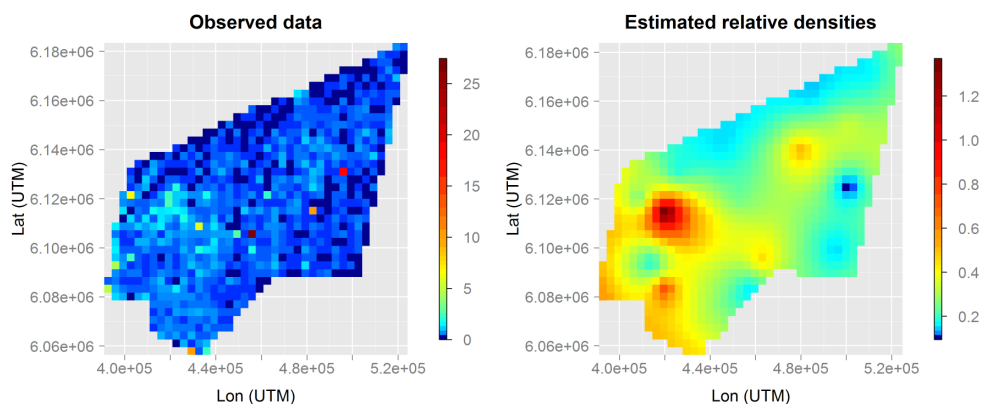 Observed data
6.18e+06
6.16e+06
6.14e+06
6.12e+06
6.10e+06
6.08e+06
6.06e+06
Lat (UTM)
4.0e+05 4.4e+05 4.8e+05 5.2e+05
Lon (UTM)
25
20
15
10
5
0
Estimated relative densities
6.18e+06
6.16e+06
6.14e+06
6.12e+06
6.10e+06
6.08e+06
6.06e+06
Lat (UTM)
4.0e+05 4.4e+05 4.8e+05 5.2e+05
Lon (UTM)
1.2
1.0
0.8
0.6
0.4
0.2